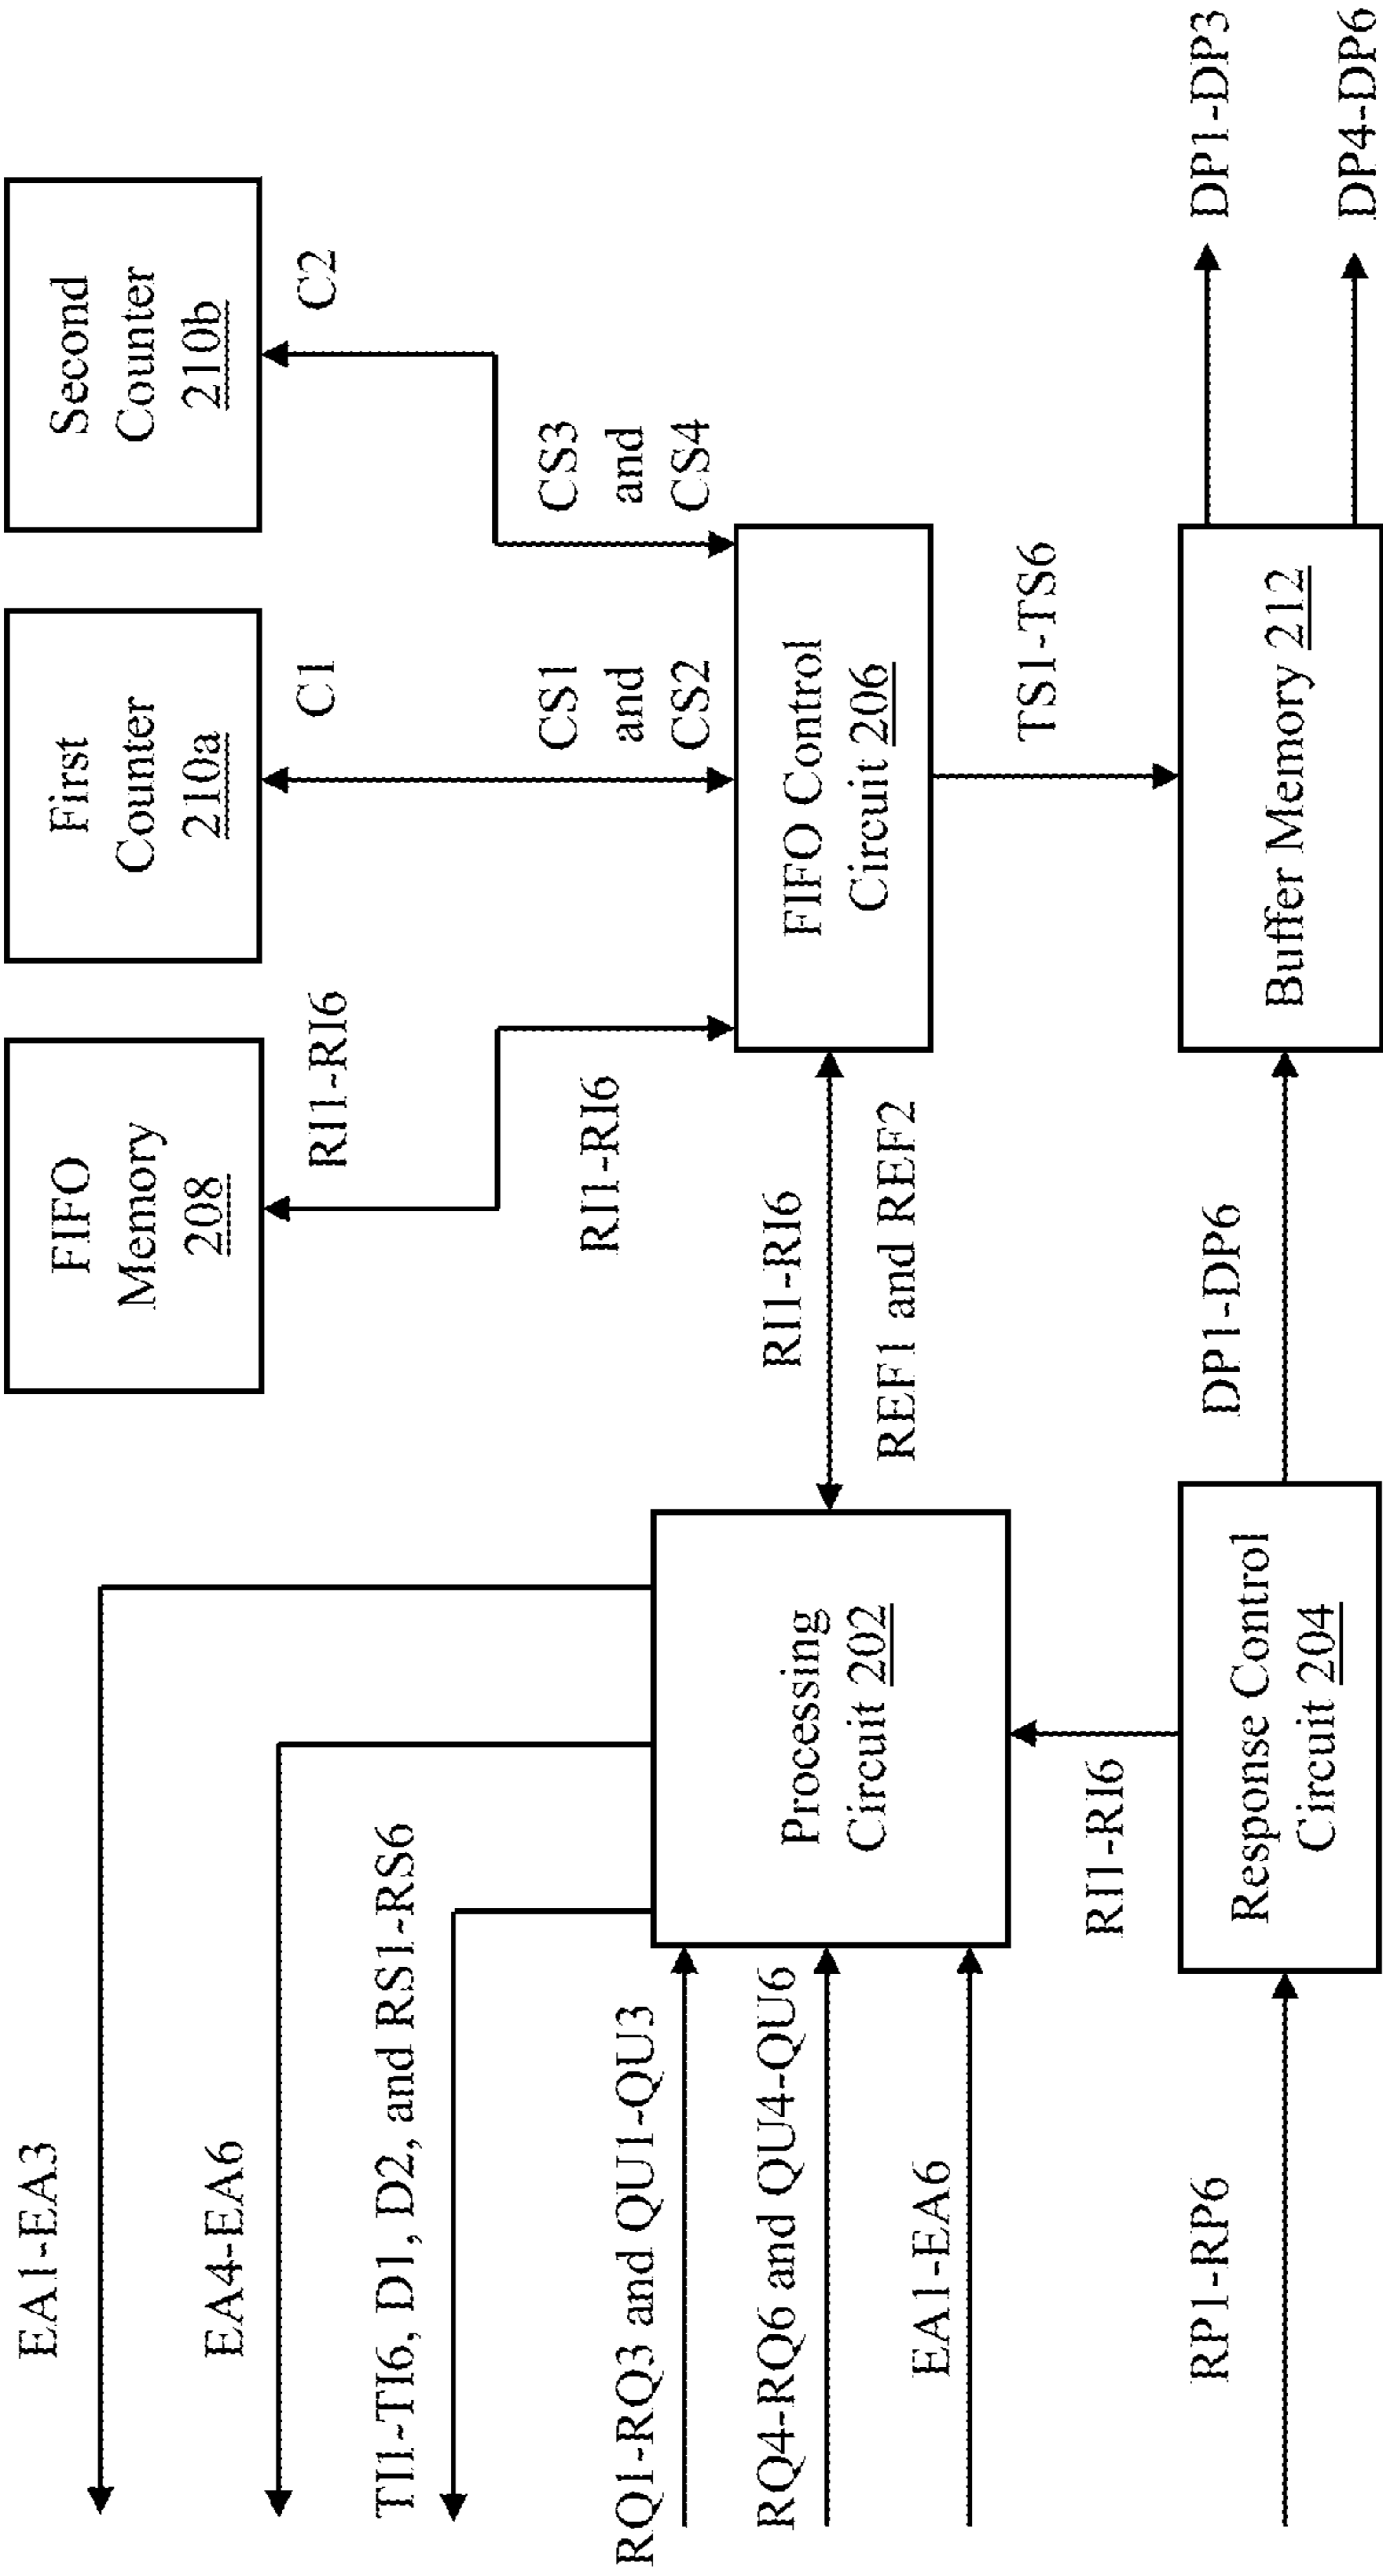 EA1-EA3
EA4-EA6
TI1-TI6, D1, D2, and RS1-RS6
RQ1-RQ3 and QU1-QU3
RQ4-RQ6 and QU4-QU6
EA1-EA6
RP1-RP6
Processing
Circuit 202
RI1-RI6
Response Control
Circuit 204
FIFO
Memory
208
RI1-RI6
RI1-RI6
RI1-RI6
REF1 and REF2
DP1-DP6
First
Counter
210a
C1
CS1
and
CS2
Second
Counter
210b
C2
CS3
and
CS4
FIFO Control
Circuit 206
TS1-TS6
Buffer Memory 212
DP1-DP3
DP4-DP6